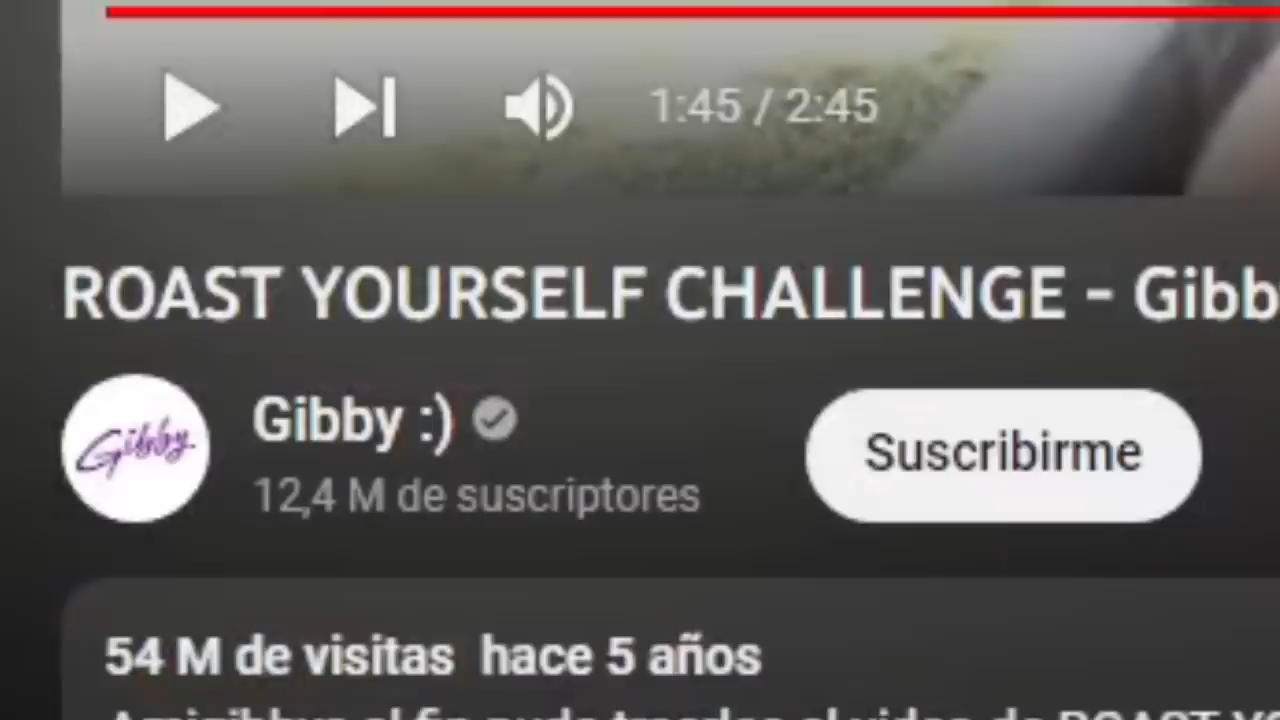 1:45 / 2:45
ROAST YOURSELF CHALLENGE - Gibb
Gibby
Gibby :)
12,4 M de suscriptores
Suscribirme
54 M de visitas hace 5 años